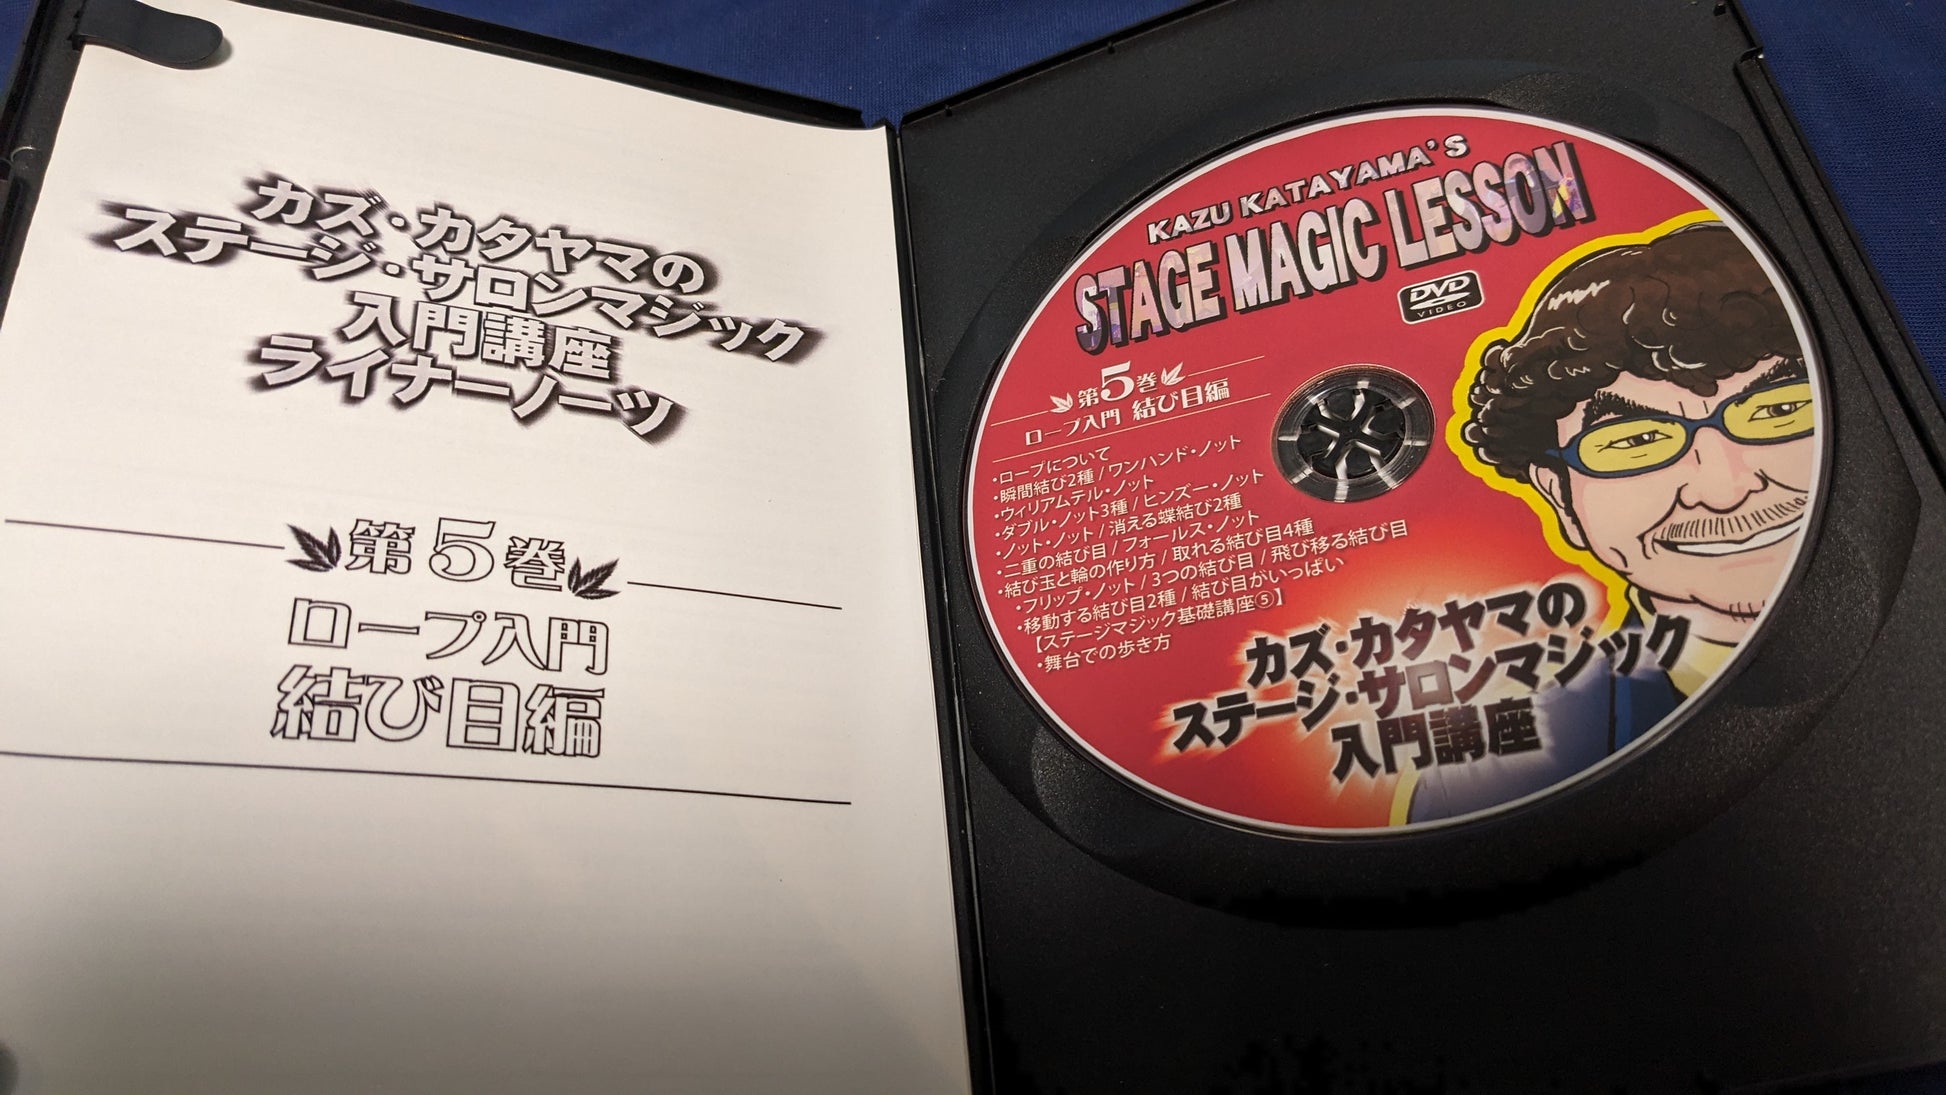 カズ・カタヤマの
ステージ・サロンマジック
入門講座
ライナーノーツ
第5巻
ロープ入門
結び目編
KAZU KATAYAMA'S
STAGE MAGIC LESSON
DVD
VIDEO
第5巻
ロープ入門 結び目編
・ロープについて
・瞬間結び2種 / ワンハンド・ノット
・ウィリアムテル・ノット
・ダブル・ノット3種 / ヒンズー・ノット
・ノット・ノット / 消える蝶結び2種
・二重の結び目 / フォールス・ノット
・結び玉と輪の作り方 / 取れる結び目4種
・フリップ・ノット / 3つの結び目 / 飛び移る結び目
・移動する結び目2種 / 結び目がいっぱい
【ステージマジック基礎講座⑤】
・舞台での歩き方
カズ・カタヤマの
ステージ・サロンマジック
入門講座